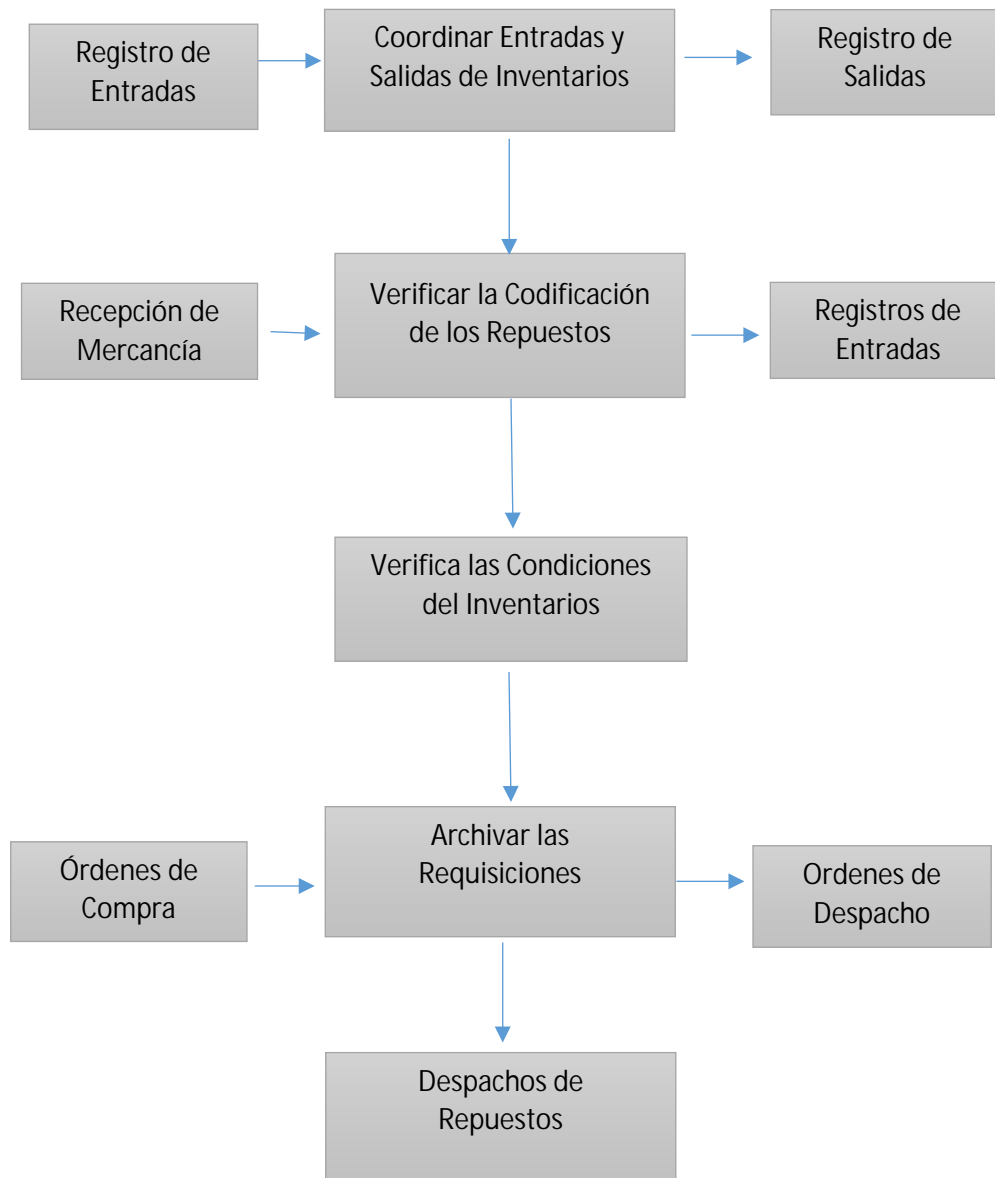 Registro de
Entradas
Coordinar Entradas y
Salidas de Inventarios
Registro de
Salidas
Recepción de
Mercancía
Verificar la Codificación
de los Repuestos
Registros de
Entradas
Verifica las Condiciones
del Inventarios
Órdenes de
Compra
Archivar las
Requisiciones
Ordenes de
Despacho
Despachos de
Repuestos